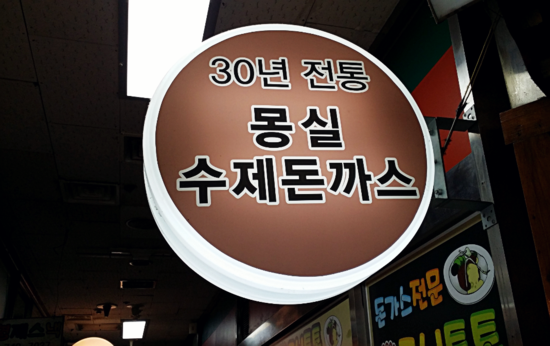 30년 전통
몽실
수제돈까스
돈가스전문